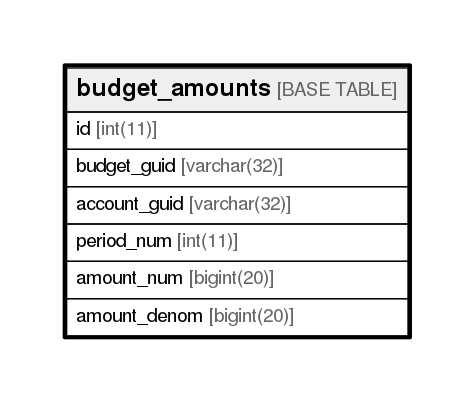 budget_amounts [BASE TABLE]
id [int(11)]
budget_guid [varchar(32)]
account_guid [varchar(32)]
period_num [int(11)]
amount_num [bigint(20)]
amount_denom [bigint(20)]